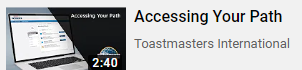 Accessing Your Path
Accessing Your Path
Toastmasters International
2:40